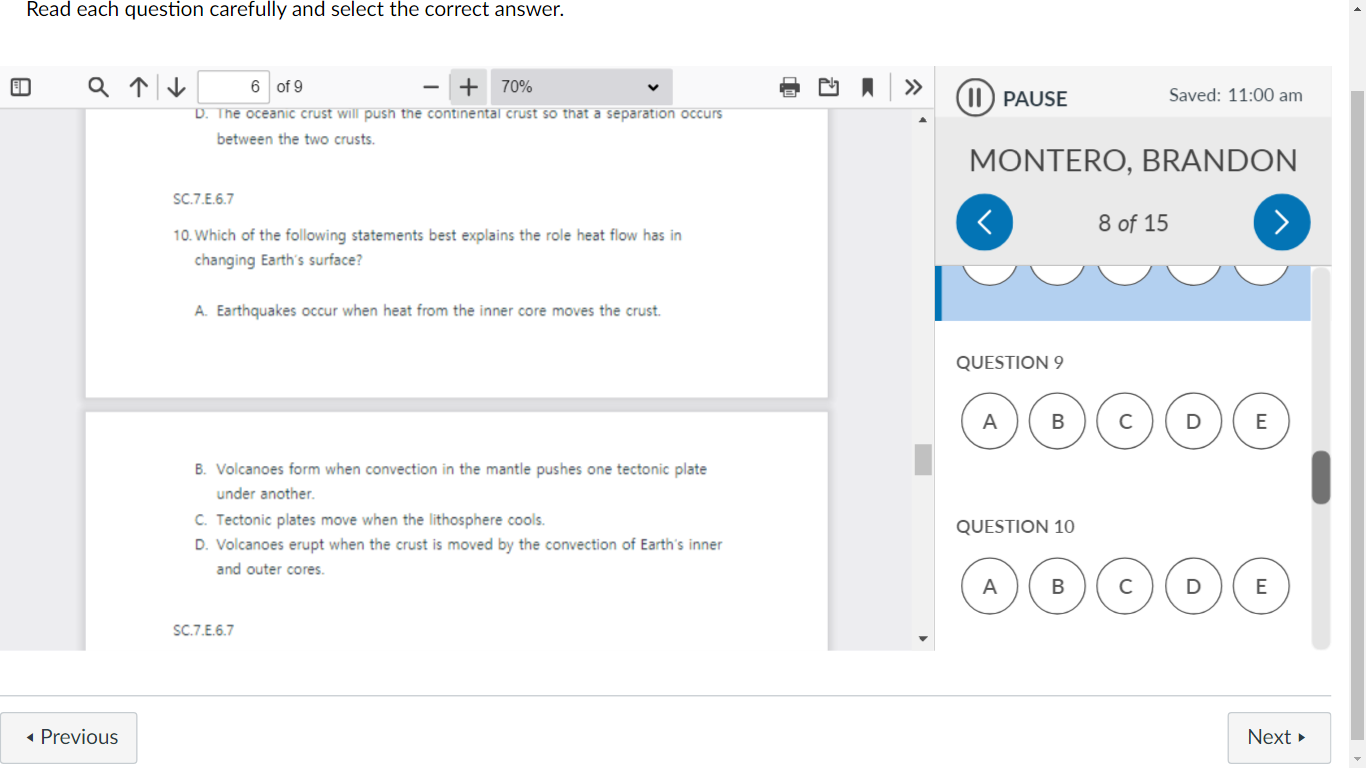 Read each question carefully and select the correct answer.
6 of 9
70%
D. The oceanic crust will push the continental crust so that a separation occurs
between the two crusts.
SC.7.E.6.7
10. Which of the following statements best explains the role heat flow has in
changing Earth's surface?
A. Earthquakes occur when heat from the inner core moves the crust.
B. Volcanoes form when convection in the mantle pushes one tectonic plate
under another.
C. Tectonic plates move when the lithosphere cools.
D. Volcanoes erupt when the crust is moved by the convection of Earth's inner
and outer cores.
SC.7.E.6.7
PAUSE
Saved: 11:00 am
MONTERO, BRANDON
8 of 15
QUESTION 9
A B C D E
QUESTION 10
A B C D E
Previous
Next